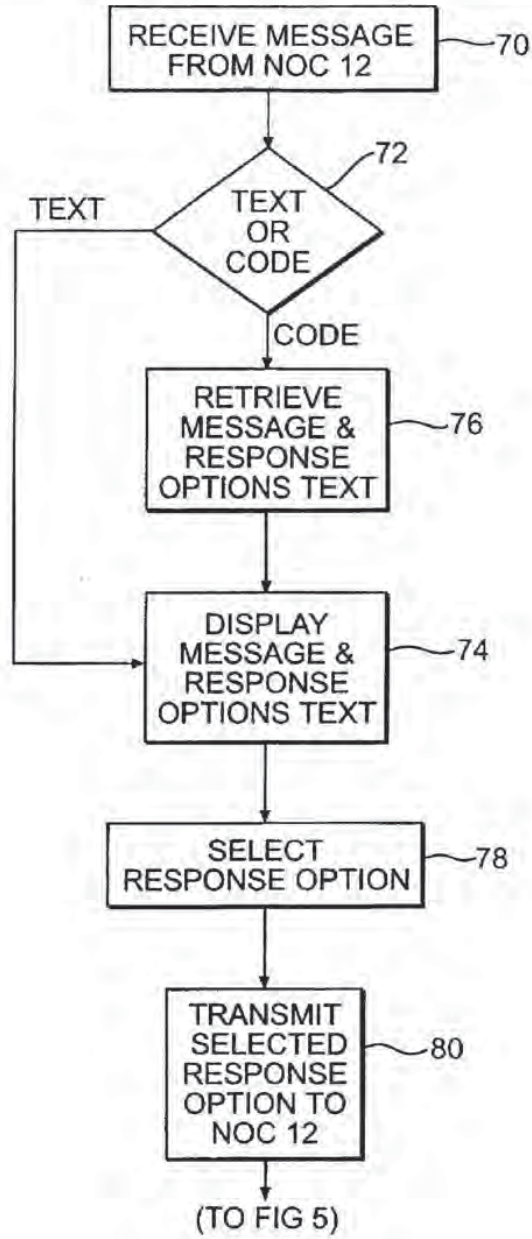 RECEIVE MESSAGE
FROM NOC 12
70
72
TEXT
TEXT
OR
CODE
CODE
RETRIEVE
MESSAGE &
RESPONSE
OPTIONS TEXT
76
DISPLAY
MESSAGE &
RESPONSE
OPTIONS TEXT
74
SELECT
RESPONSE OPTION
78
TRANSMIT
SELECTED
RESPONSE
OPTION TO
NOC 12
80
(TO FIG 5)